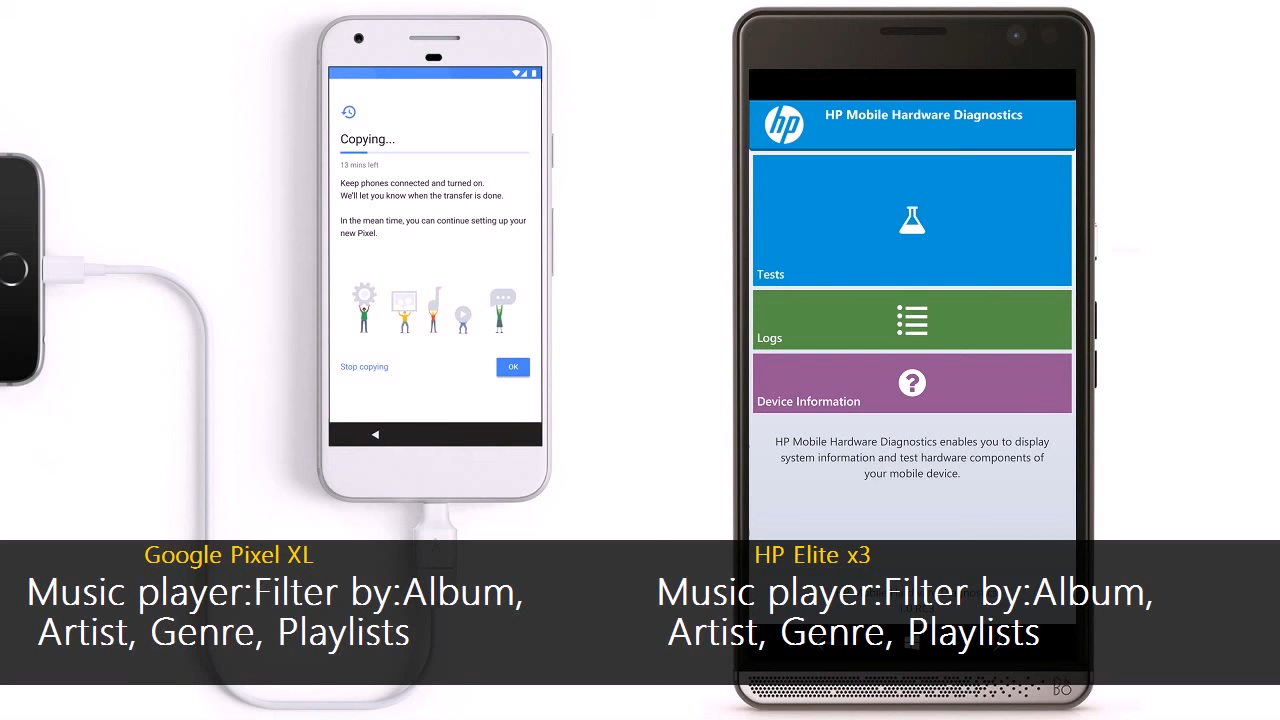 Copying...
13 mins left
Keep phones connected and turned on.
We'll let you know when the transfer is done.
In the mean time, you can continue setting up your
new Pixel.
Stop copying
OK
hp
HP Mobile Hardware Diagnostics
Tests
Logs
Device Information
HP Mobile Hardware Diagnostics enables you to display
system information and test hardware components of
your mobile device.
Google Pixel XL
Music player:Filter by:Album,
Artist, Genre, Playlists
HP Elite x3
Music player:Filter by:Album,
Artist, Genre, Playlists
B&O